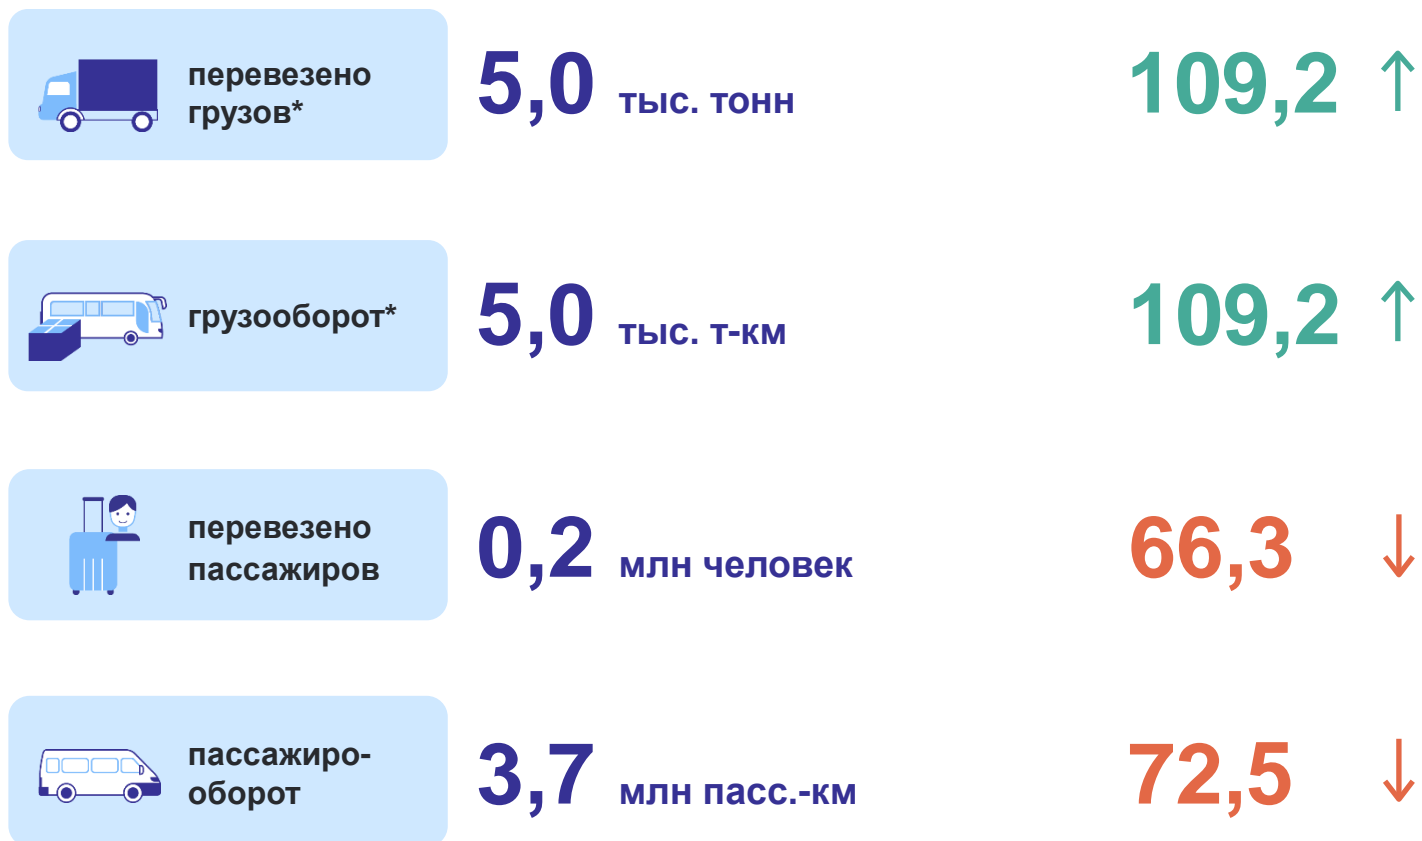 перевезено
грузов*
5,0 тыс. тонн
109,2 ↑
грузооборот*
5,0 тыс. т-км
109,2 ↑
перевезено
пассажиров
0,2 млн человек
66,3 ↓
пассажиро-
оборот
3,7 млн пасс.-км
72,5 ↓